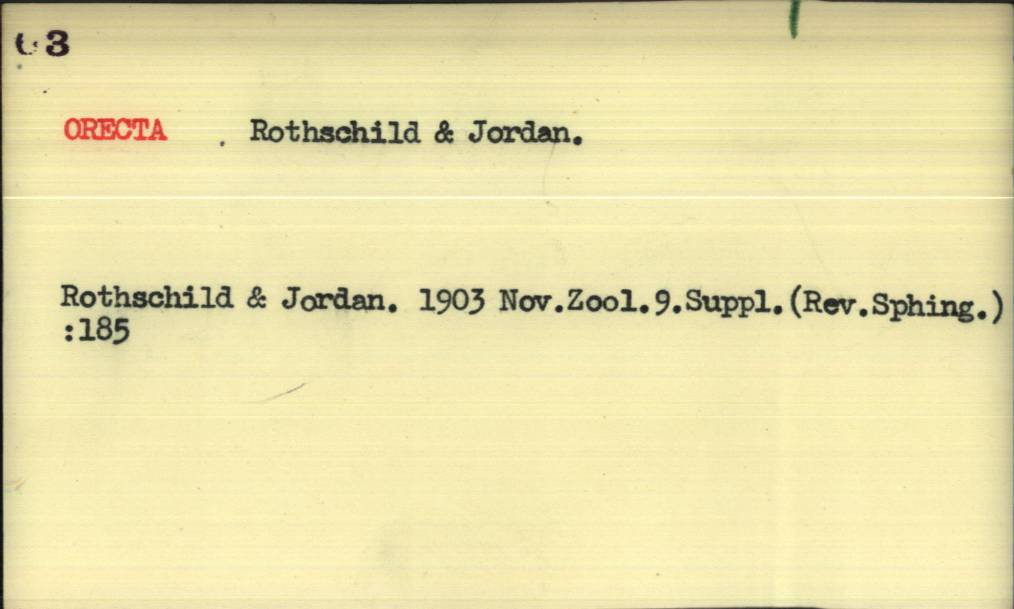 3
ORECTA . Rothschild & Jordan.
Rothschild & Jordan. 1903 Nov.Zool.9.Suppl.(Rev.Sphing.)
:185